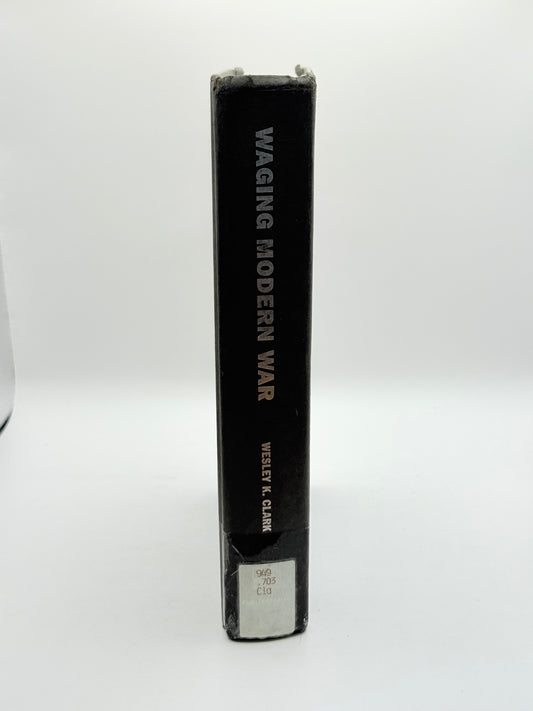 WAGING MODERN WAR
WESLEY K. CLARK
949
.703
Cla